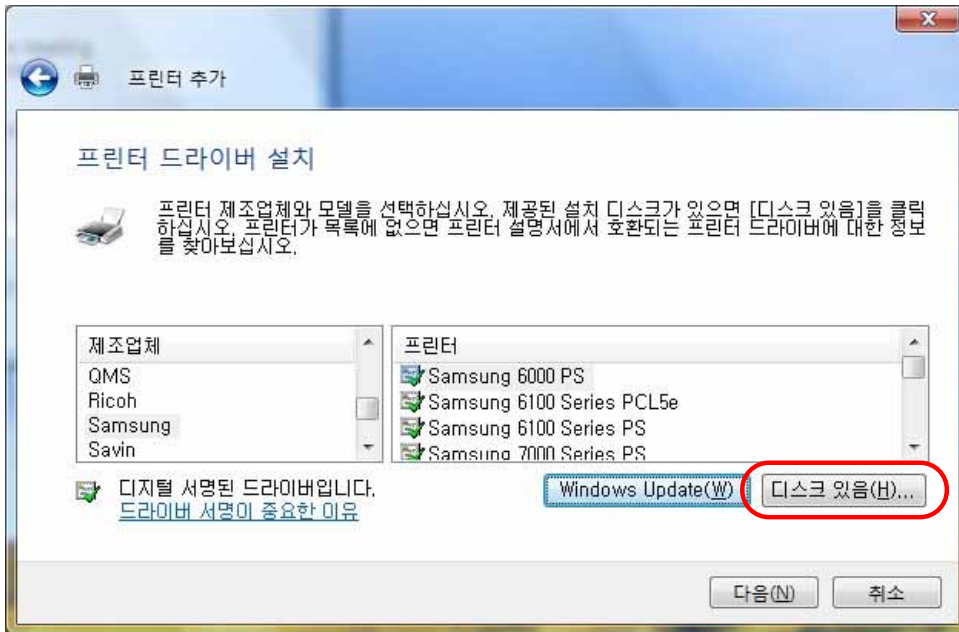 프린터 추가
프린터 드라이버 설치
프린터 제조업체와 모델을 선택하십시오. 제공된 설치 디스크가 있으면 [디스크 있음]을 클릭
하십시오. 프린터가 목록에 없으면 프린터 설명서에서 호환되는 프린터 드라이버에 대한 정보
를 찾아보십시오.
제조업체
QMS
Ricoh
Samsung
Savin
프린터
Samsung 6000 PS
Samsung 6100 Series PCL5e
Samsung 6100 Series PS
Samsung 7000 Series PS
디지털 서명된 드라이버입니다.
드라이버 서명이 중요한 이유
Windows Update(W)
디스크 있음(H)...
다음(N)
취소